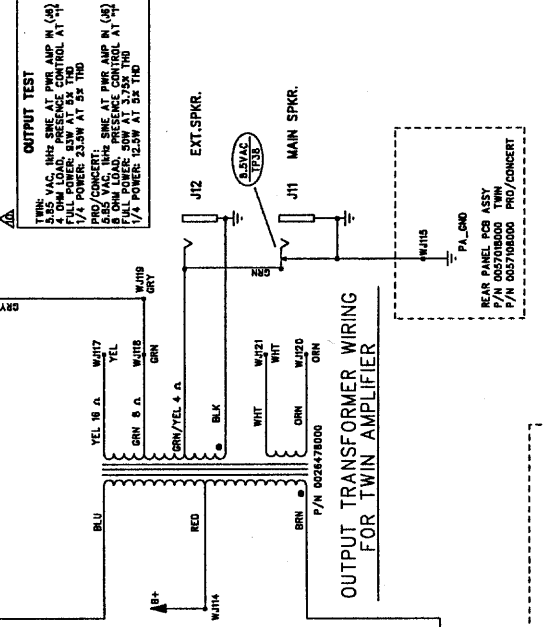 OUTPUT TEST
TWIN:
5.85 VAC, 1kHz SINE AT PWR AMP IN (J6)
4 OHM LOAD, PRESENCE CONTROL AT "1"
FULL POWER: 93W AT 5% THD
1/4 POWER: 23.5W AT 5% THD
PRO/CONCERT:
5.85 VAC, 1kHz SINE AT PWR AMP IN (J6)
8 OHM LOAD, PRESENCE CONTROL AT "1"
FULL POWER: 50W AT 3.75% THD
1/4 POWER: 12.5W AT 5% THD
J12 EXT.SPKR.
8.5VAC
TP38
J11 MAIN SPKR.
GRN
GRY
WJ119
GRY
WJ117
YEL
YEL 16 Ω
WJ118
GRN
GRN 8 Ω
GRN/YEL 4 Ω
BLK
WJ121
WHT
WHT
WJ120
ORN
ORN
WJ115
PA_GND
REAR PANEL PCB ASSY
P/N 0057018000 TWIN
P/N 0057108000 PRO/CONCERT
BLU
RED
BRN
P/N 0026478000
B+
WJ114
OUTPUT TRANSFORMER WIRING
FOR TWIN AMPLIFIER